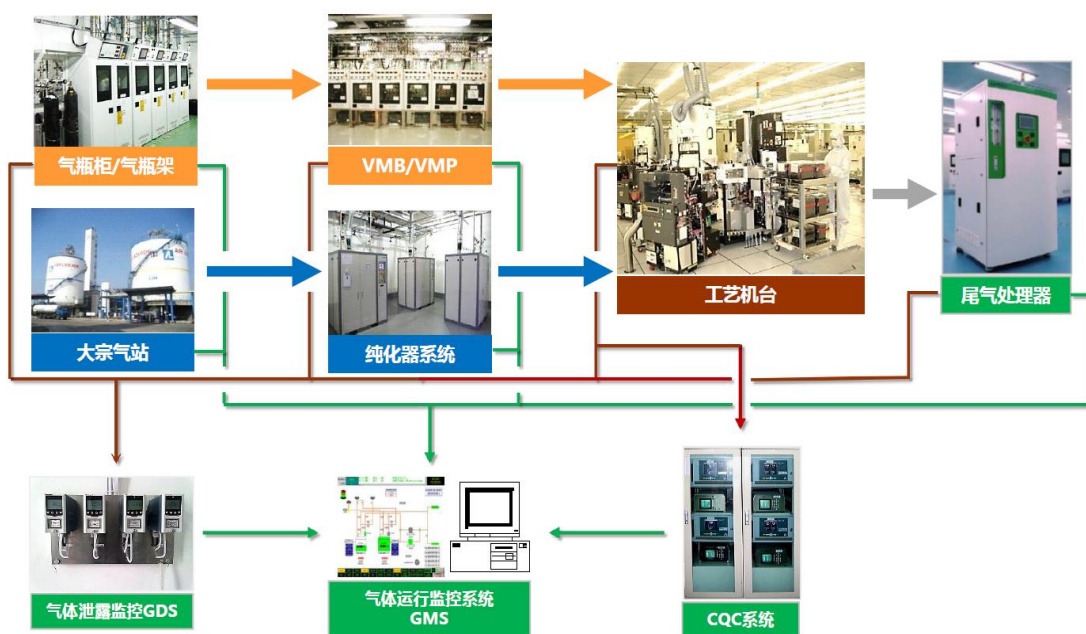 气瓶柜/气瓶架
VMB/VMP
大宗气站
纯化器系统
工艺机台
尾气处理器
气体泄露监控GDS
气体运行监控系统
GMS
CQC系统